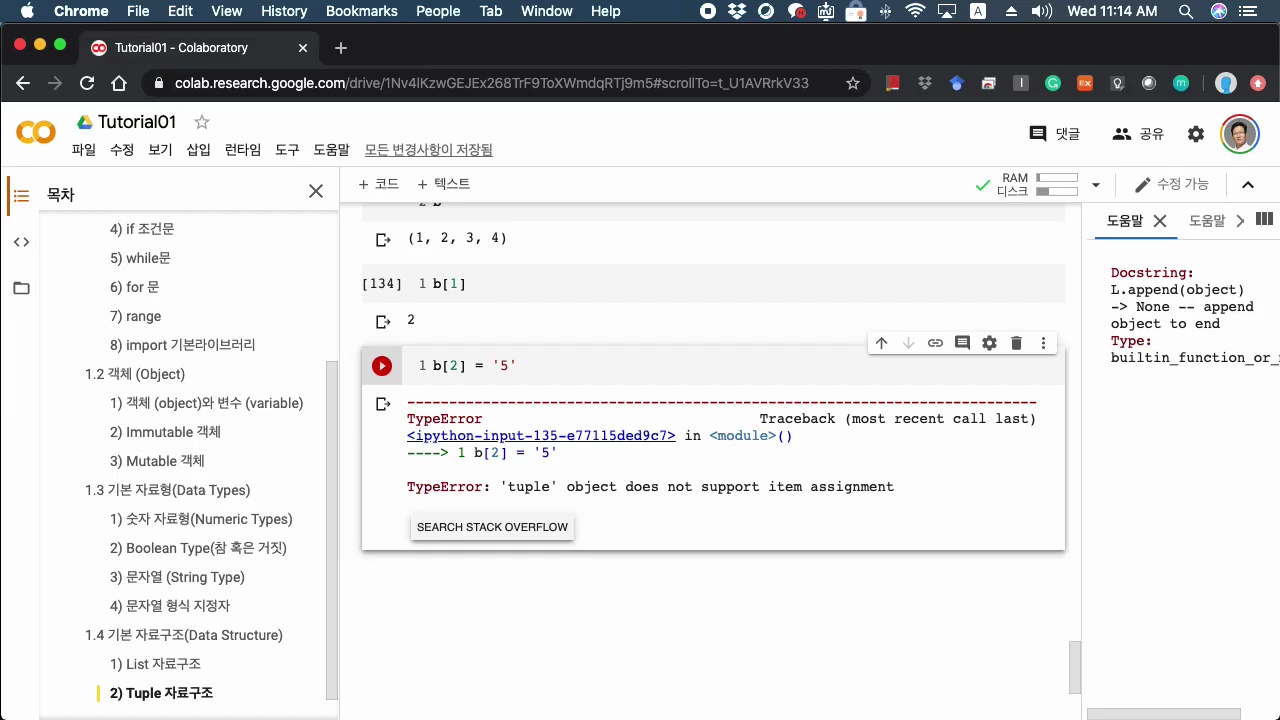 Chrome File Edit View History Bookmarks People Tab Window Help A Wed 11:14 AM
Tutorial01 - Colaboratory
colab.research.google.com/drive/1Nv4lKzwGEJEx268TrF9ToXWmdqRTj9m5#scrollTo=t_U1AVRrkV33
Tutorial01
파일 수정 보기 삽입 런타임 도구 도움말 모든 변경사항이 저장됨
댓글 공유
목차
+ 코드 + 텍스트
RAM
디스크
수정 가능
4) if 조건문
5) while문
6) for 문
7) range
8) import 기본라이브러리
1.2 객체 (Object)
1) 객체 (object)와 변수 (variable)
2) Immutable 객체
3) Mutable 객체
1.3 기본 자료형(Data Types)
1) 숫자 자료형(Numeric Types)
2) Boolean Type(참 혹은 거짓)
3) 문자열 (String Type)
4) 문자열 형식 지정자
1.4 기본 자료구조(Data Structure)
1) List 자료구조
2) Tuple 자료구조
2 b
(1, 2, 3, 4)
[134] 1 b[1]
2
1 b[2] = '5'
---------------------------------------------------------------------------
TypeError Traceback (most recent call last)
<ipython-input-135-e77115ded9c7> in <module>()
----> 1 b[2] = '5'
TypeError: 'tuple' object does not support item assignment
SEARCH STACK OVERFLOW
도움말 도움말
Docstring:
L.append(object)
-> None -- append
object to end
Type:
builtin_function_or_